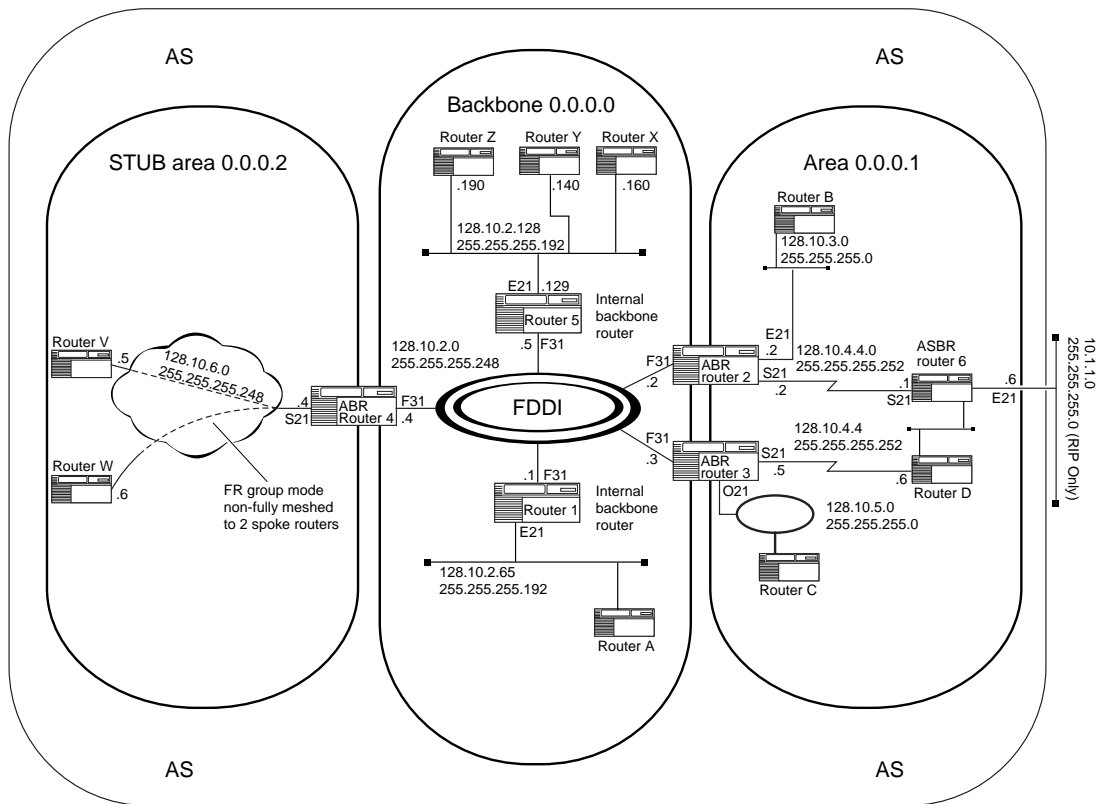 AS
AS
Backbone 0.0.0.0
STUB area 0.0.0.2
Area 0.0.0.1
Router Z
Router Y
Router X
.190
.140
.160
128.10.2.128
255.255.255.192
E21
.129
Router 5
Internal
backbone
router
.5
F31
128.10.2.0
255.255.255.248
Router B
128.10.3.0
255.255.255.0
Router V
.5
128.10.6.0
255.255.255.248
Router W
.6
FR group mode
non-fully meshed
to 2 spoke routers
.4
S21
ABR
Router 4
F31
.4
FDDI
F31
.2
ABR
router 2
E21
.2
S21
.2
128.10.4.4.0
255.255.255.252
.1
S21
ASBR
router 6
.6
E21
10.1.1.0
255.255.255.0 (RIP Only)
F31
.3
ABR
router 3
S21
.5
128.10.4.4
255.255.255.252
.6
Router D
O21
128.10.5.0
255.255.255.0
Router C
.1
F31
Router 1
Internal
backbone
router
E21
128.10.2.65
255.255.255.192
Router A
AS
AS